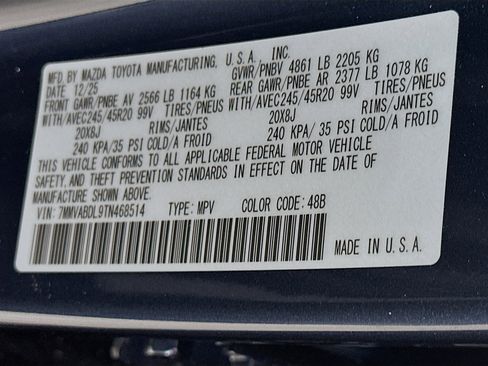 MFD. BY MAZDA TOYOTA MANUFACTURING, U.S.A., INC.
DATE 12/25 GVWR/PNBV 4861 LB 2205 KG
FRONT GAWR/PNBE AV 2566 LB 1164 KG REAR GAWR/PNBE AR 2377 LB 1078 KG
WITH/AVEC245/45R20 99V TIRES/PNEUS WITH/AVEC245/45R20 99V TIRES/PNEUS
20X8J RIMS/JANTES 20X8J RIMS/JANTES
240 KPA/35 PSI COLD/A FROID 240 KPA/35 PSI COLD/A FROID
THIS VEHICLE CONFORMS TO ALL APPLICABLE FEDERAL MOTOR VEHICLE
SAFETY,AND THEFT PREVENTION STANDARDS IN EFFECT ON THE DATE OF
MANUFACTURE SHOWN ABOVE.
VIN: 7MMVABDL9TN468514 TYPE: MPV COLOR CODE: 48B
MADE IN U.S.A.